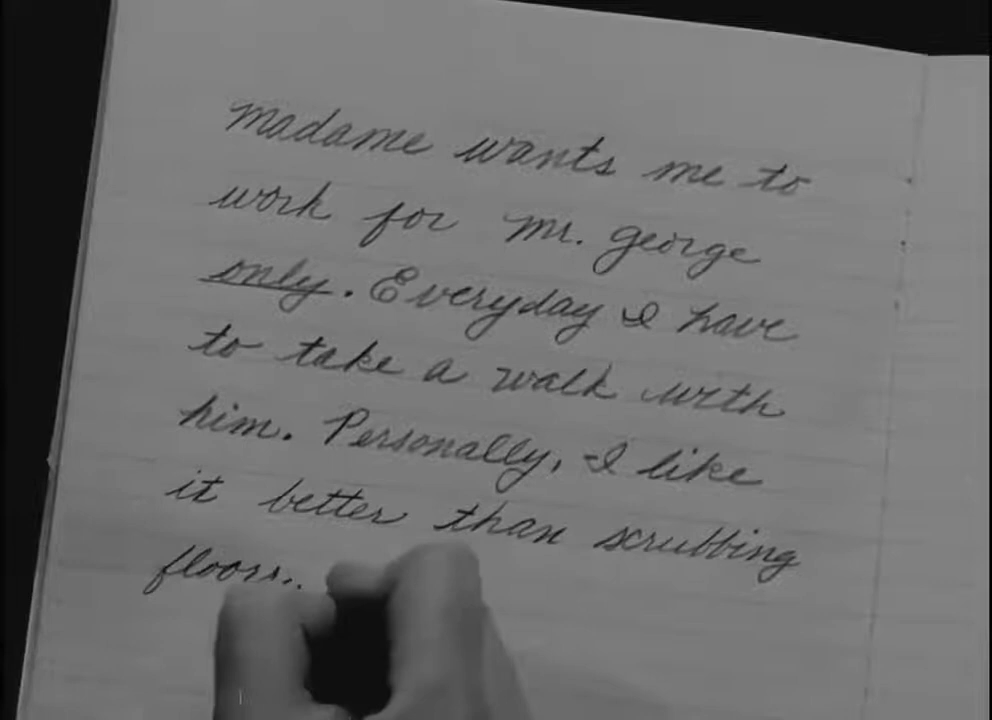 Madame wants me to
work for Mr. George
only. Everyday I have
to take a walk with
him. Personally, I like
it better than scrubbing
floors..